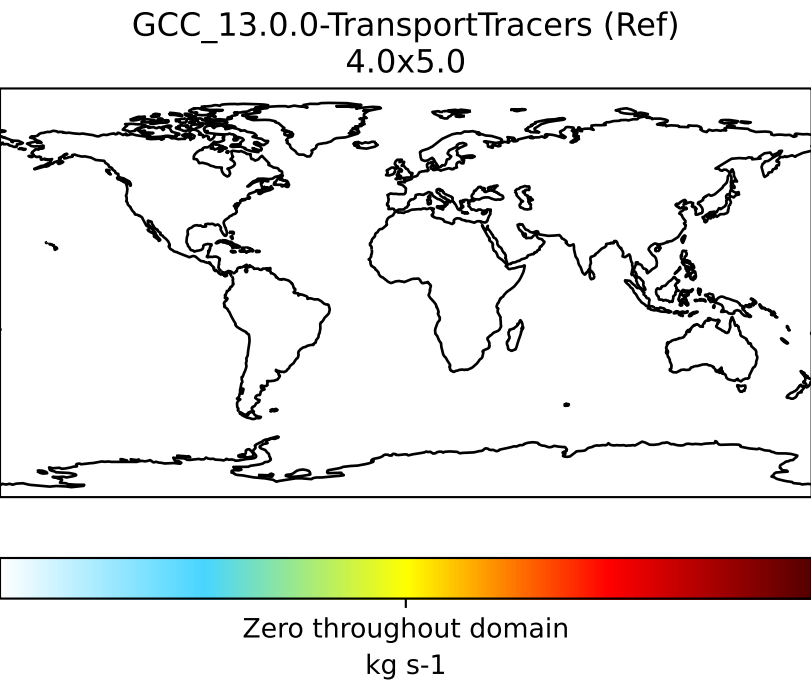 GCC_13.0.0-TransportTracers (Ref)
4.0x5.0
Zero throughout domain
kg s-1